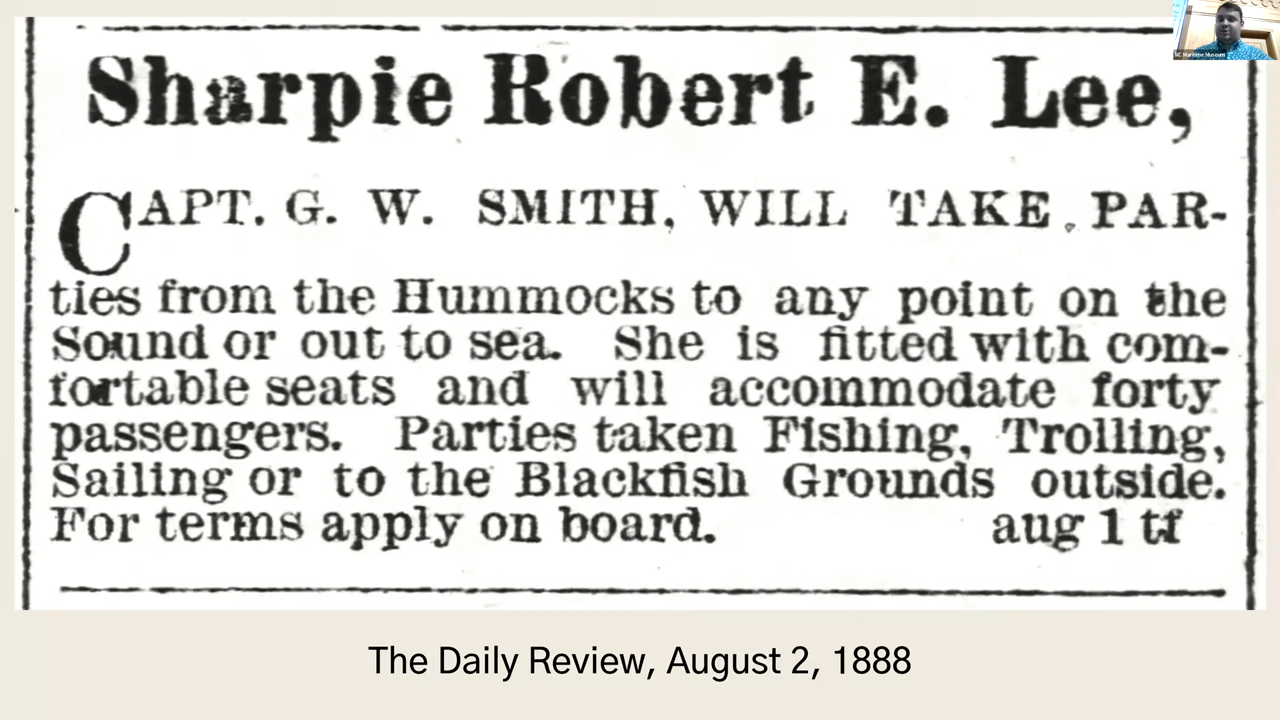 Sharpie Robert E. Lee,
CAPT. G. W. SMITH, WILL TAKE PAR-
ties from the Hummocks to any point on the
Sound or out to sea. She is fitted with com-
fortable seats and will accommodate forty
passengers. Parties taken Fishing, Trolling,
Sailing or to the Blackfish Grounds outside.
For terms apply on board. aug 1 tf
The Daily Review, August 2, 1888
NC Maritime Museum